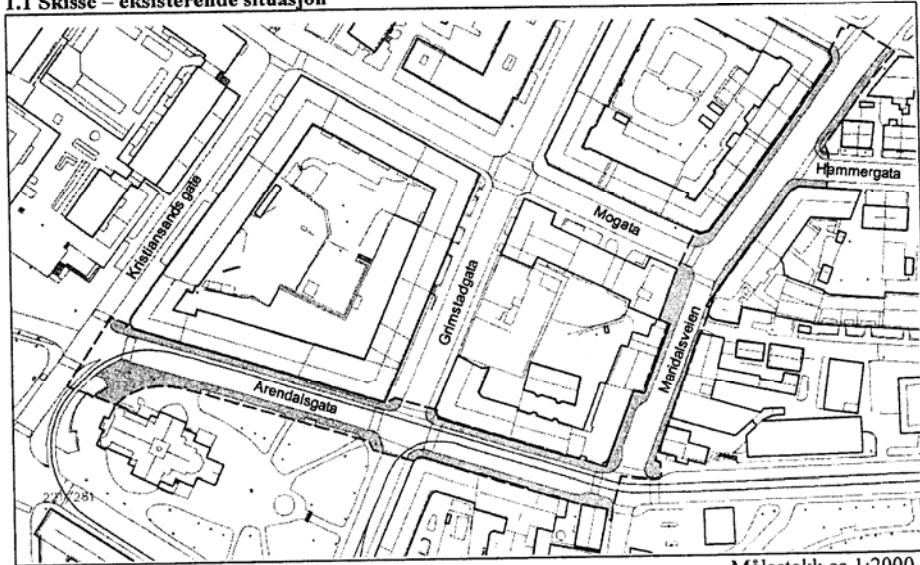 1.1 Skisse – eksisterende situasjon
Hammergata
Mogata
Kristiansands gate
Grimstadgata
Maridalsveien
Arendalsgata
Målestokk ca 1:2000